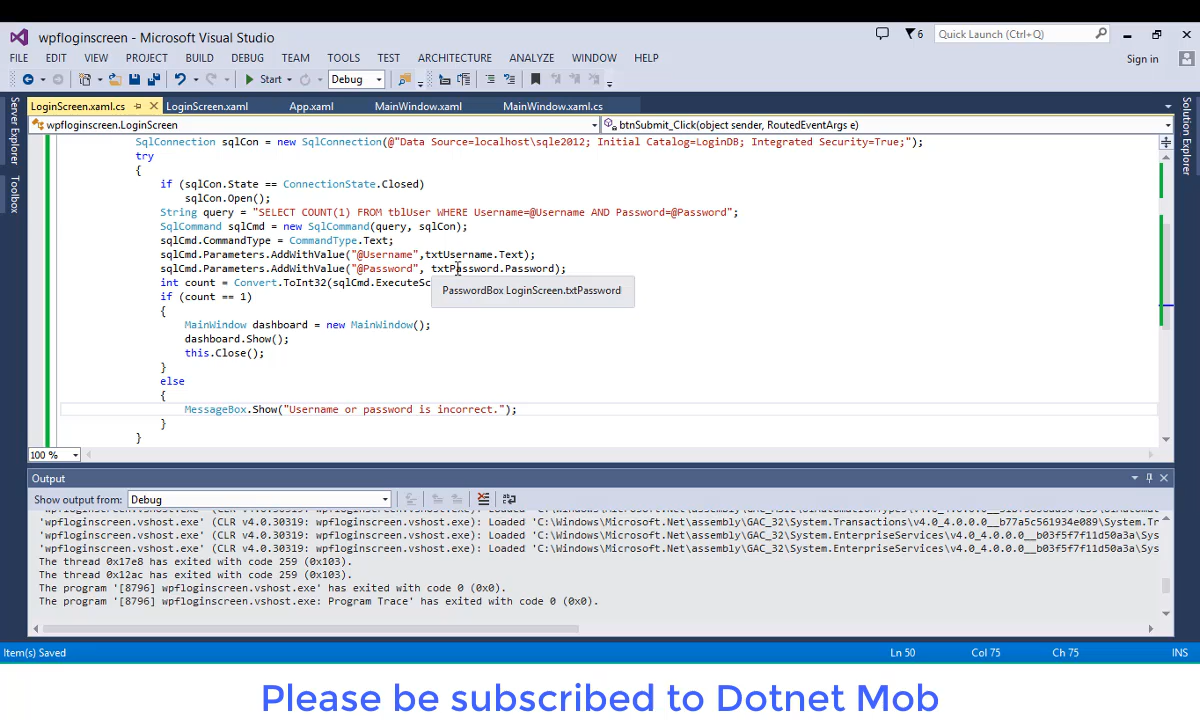 wpfloginscreen - Microsoft Visual Studio
6
Quick Launch (Ctrl+Q)
FILE EDIT VIEW PROJECT BUILD DEBUG TEAM TOOLS TEST ARCHITECTURE ANALYZE WINDOW HELP
Sign in
Start Debug
Server Explorer
Toolbox
Solution Explorer
LoginScreen.xaml.cs LoginScreen.xaml App.xaml MainWindow.xaml MainWindow.xaml.cs
wpfloginscreen.LoginScreen btnSubmit_Click(object sender, RoutedEventArgs e)
SqlConnection sqlCon = new SqlConnection(@"Data Source=localhost\sqle2012; Initial Catalog=LoginDB; Integrated Security=True;");
try
{
if (sqlCon.State == ConnectionState.Closed)
sqlCon.Open();
String query = "SELECT COUNT(1) FROM tblUser WHERE Username=@Username AND Password=@Password";
SqlCommand sqlCmd = new SqlCommand(query, sqlCon);
sqlCmd.CommandType = CommandType.Text;
sqlCmd.Parameters.AddWithValue("@Username",txtUsername.Text);
sqlCmd.Parameters.AddWithValue("@Password", txtPassword.Password);
int count = Convert.ToInt32(sqlCmd.ExecuteSc
PasswordBox LoginScreen.txtPassword
if (count == 1)
{
MainWindow dashboard = new MainWindow();
dashboard.Show();
this.Close();
}
else
{
MessageBox.Show("Username or password is incorrect.");
}
}
100 %
Output
Show output from: Debug
'wpfloginscreen.vshost.exe' (CLR v4.0.30319: wpfloginscreen.vshost.exe): Loaded 'C:\Windows\Microsoft.Net\assembly\GAC_32\System.Transactions\v4.0_4.0.0.0__b77a5c561934e089\System.Tr
'wpfloginscreen.vshost.exe' (CLR v4.0.30319: wpfloginscreen.vshost.exe): Loaded 'C:\Windows\Microsoft.Net\assembly\GAC_32\System.EnterpriseServices\v4.0_4.0.0.0__b03f5f7f11d50a3a\Sys
'wpfloginscreen.vshost.exe' (CLR v4.0.30319: wpfloginscreen.vshost.exe): Loaded 'C:\Windows\Microsoft.Net\assembly\GAC_32\System.EnterpriseServices\v4.0_4.0.0.0__b03f5f7f11d50a3a\Sys
The thread 0x17e8 has exited with code 259 (0x103).
The thread 0x12ac has exited with code 259 (0x103).
The program '[8796] wpfloginscreen.vshost.exe' has exited with code 0 (0x0).
The program '[8796] wpfloginscreen.vshost.exe: Program Trace' has exited with code 0 (0x0).
Item(s) Saved Ln 50 Col 75 Ch 75 INS
Please be subscribed to Dotnet Mob